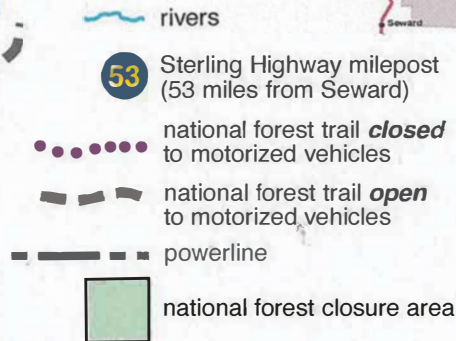 rivers
Seward
53
Sterling Highway milepost
(53 miles from Seward)
national forest trail closed
to motorized vehicles
national forest trail open
to motorized vehicles
powerline
national forest closure area